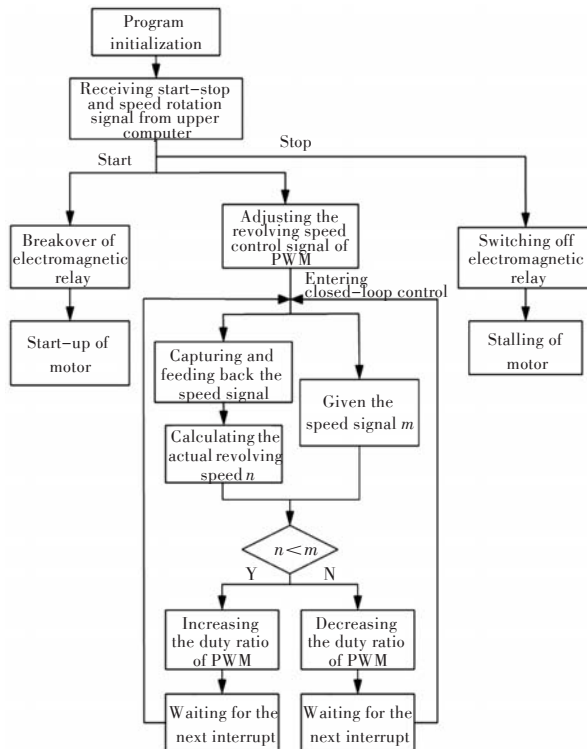 Program
initialization
Receiving start-stop
and speed rotation
signal from upper
computer
Stop
Start
Breakover of
electromagnetic
relay
Adjusting the
revolving speed
control signal of
PWM
Switching off
electromagnetic
relay
Entering
closed-loop control
Start-up of
motor
Stalling of
motor
Capturing and
feeding back the
speed signal
Given the
speed signal m
Calculating the
actual revolving
speed n
n<m
Y N
Increasing
the duty ratio
of PWM
Decreasing
the duty ratio
of PWM
Waiting for the
next interrupt
Waiting for the
next interrupt